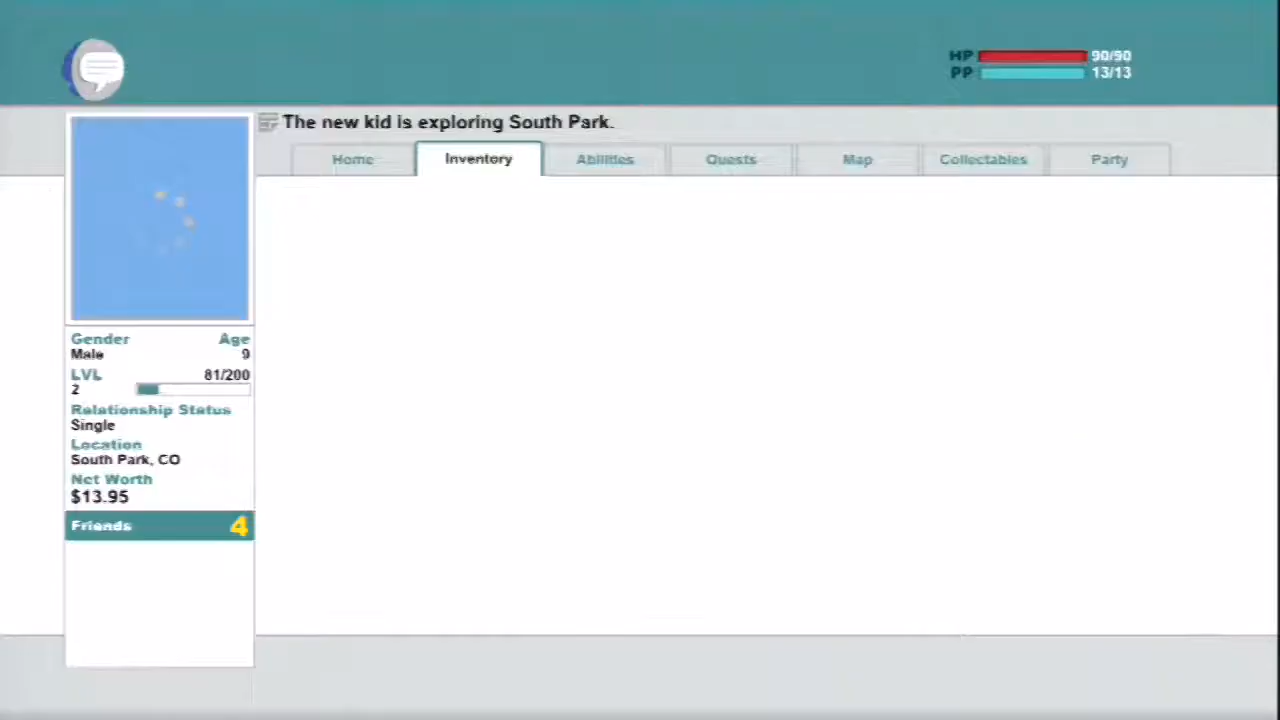 HP 90/90
PP 13/13
The new kid is exploring South Park.
Home Inventory Abilities Quests Map Collectables Party
Gender Age
Male 9
LVL 81/200
2
Relationship Status
Single
Location
South Park, CO
Net Worth
$13.95
Friends 4